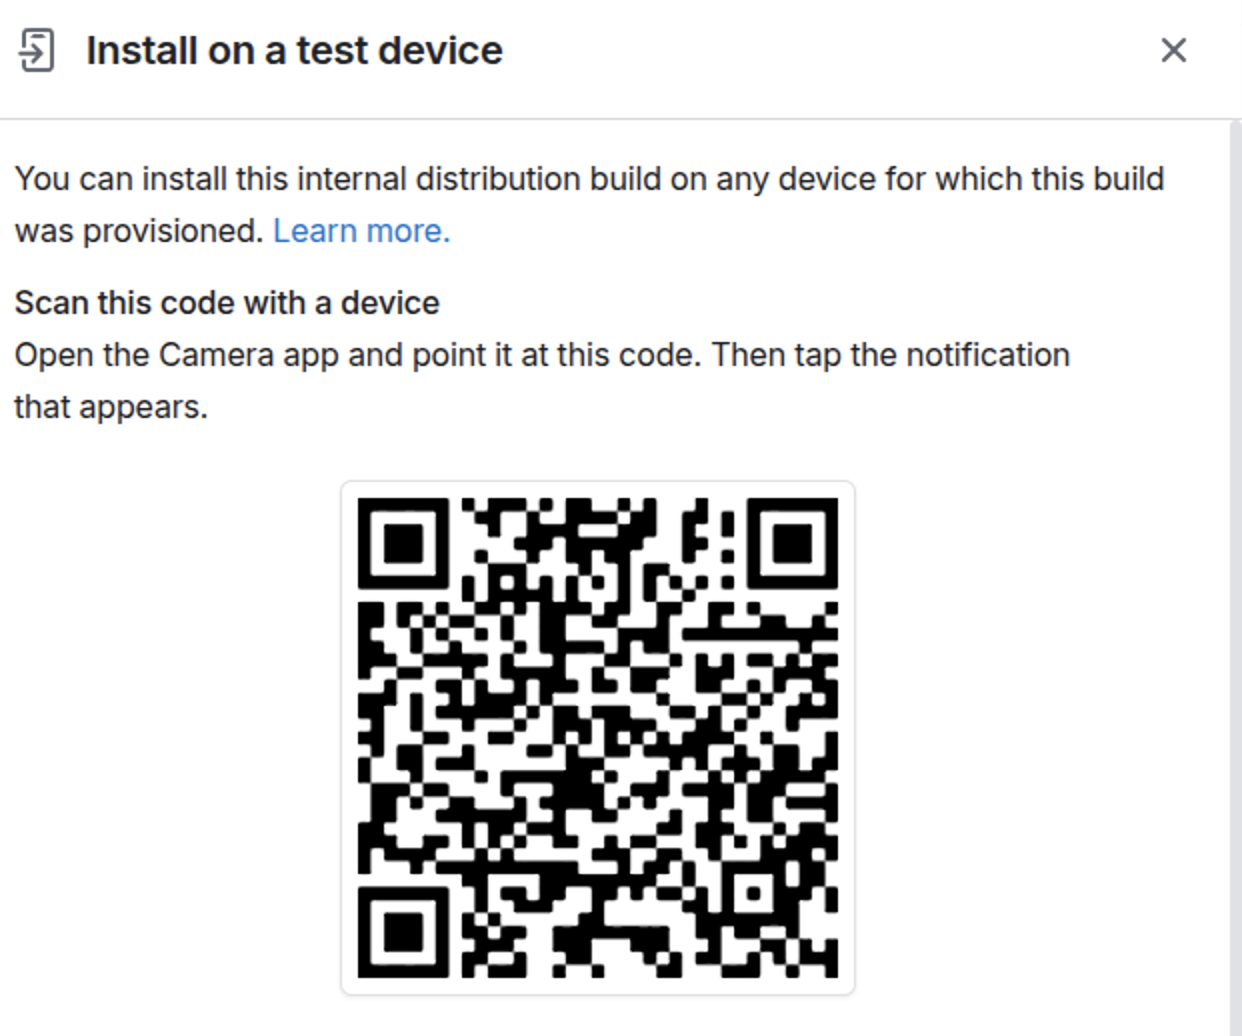 Install on a test device
You can install this internal distribution build on any device for which this build
was provisioned. Learn more.
Scan this code with a device
Open the Camera app and point it at this code. Then tap the notification
that appears.